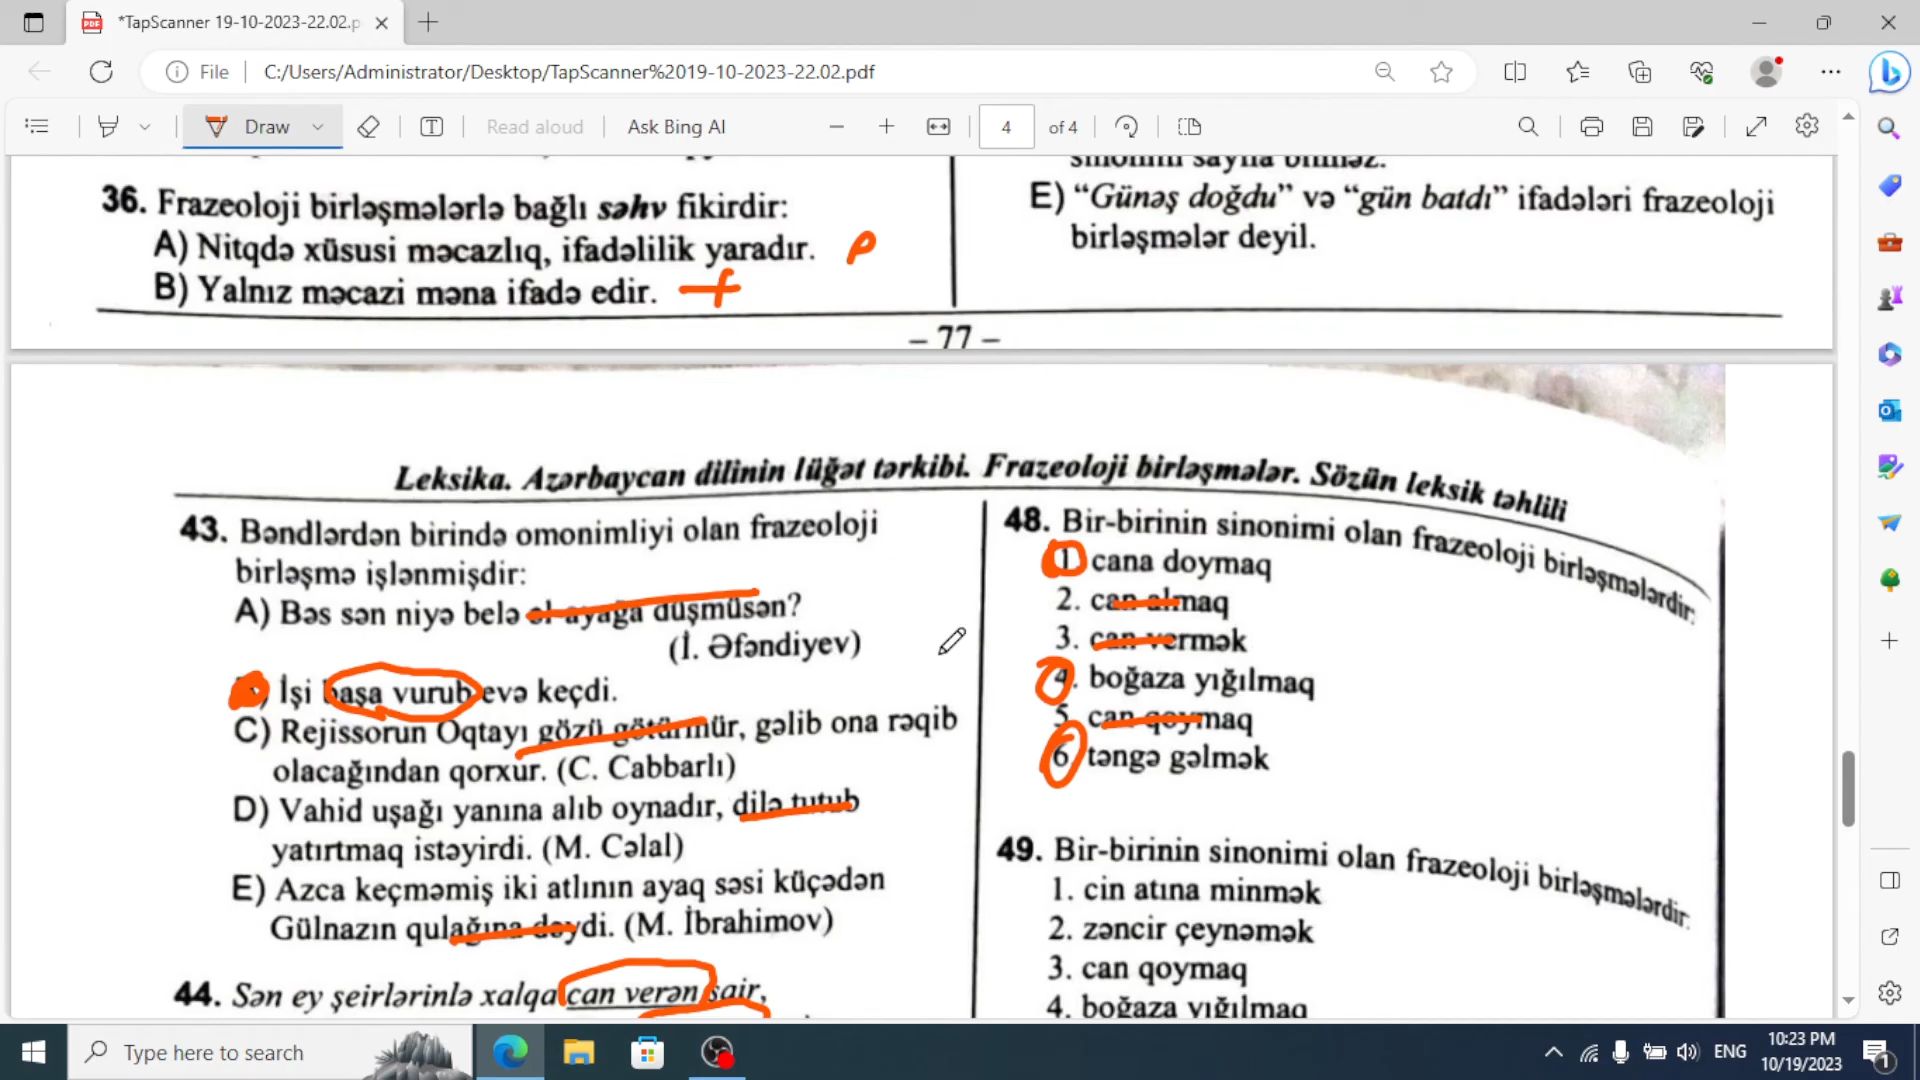 *TapScanner 19-10-2023-22.02.p
File
C:/Users/Administrator/Desktop/TapScanner%2019-10-2023-22.02.pdf
Draw
Read aloud
Ask Bing AI
4
of 4
36. Frazeoloji birləşmələrlə bağlı səhv fikirdir:
A) Nitqdə xüsusi məcazlıq, ifadəlilik yaradır.
B) Yalnız məcazi məna ifadə edir.
sinonimi sayıla bilməz.
E) “Günəş doğdu” və “gün batdı” ifadələri frazeoloji
birləşmələr deyil.
– 77 –
Leksika. Azərbaycan dilinin lüğət tərkibi. Frazeoloji birləşmələr. Sözün leksik təhlili
43. Bəndlərdən birində omonimliyi olan frazeoloji
birləşmə işlənmişdir:
A) Bəs sən niyə belə əl-ayağa düşmüsən?
(İ. Əfəndiyev)
İşi başa vurub evə keçdi.
C) Rejissorun Oqtayı gözü götürmür, gəlib ona rəqib
olacağından qorxur. (C. Cabbarlı)
D) Vahid uşağı yanına alıb oynadır, dilə tutub
yatırtmaq istəyirdi. (M. Cəlal)
E) Azca keçməmiş iki atlının ayaq səsi küçədən
Gülnazın qulağına dəydi. (M. İbrahimov)
44. Sən ey şeirlərinlə xalqa can verən şair,
48. Bir-birinin sinonimi olan frazeoloji birləşmələrdir:
1. cana doymaq
2. can almaq
3. can vermək
4. boğaza yığılmaq
5. can qoymaq
6. təngə gəlmək
49. Bir-birinin sinonimi olan frazeoloji birləşmələrdir:
1. cin atına minmək
2. zəncir çeynəmək
3. can qoymaq
4. boğaza yığılmaq
Type here to search
ENG
10:23 PM
10/19/2023
1